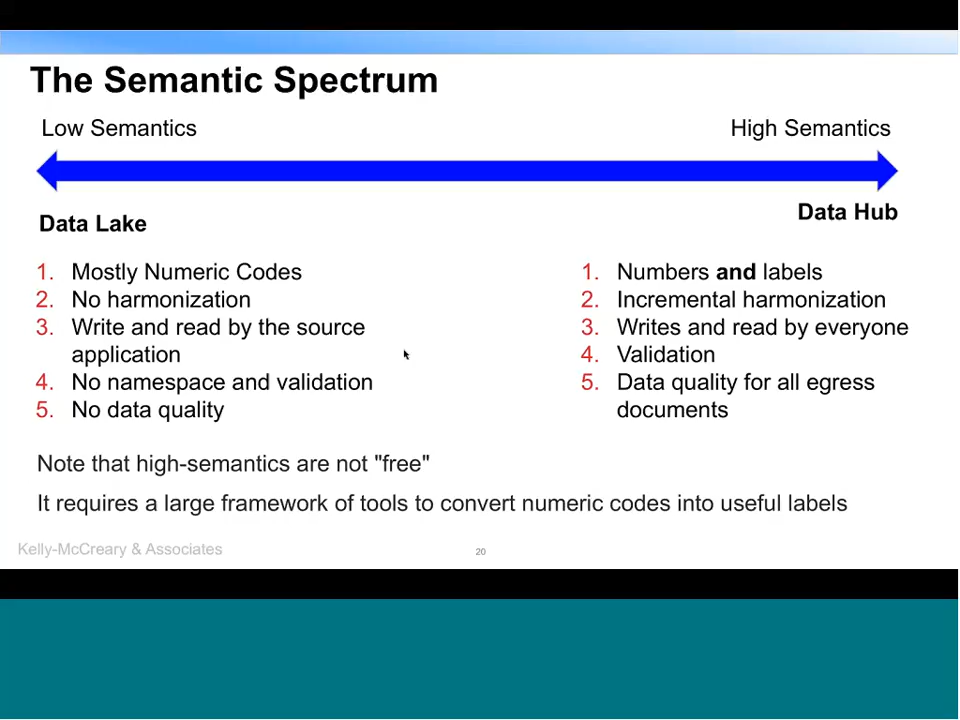 The Semantic Spectrum
Low Semantics
High Semantics
Data Lake
Data Hub
1. Mostly Numeric Codes
2. No harmonization
3. Write and read by the source
application
4. No namespace and validation
5. No data quality
1. Numbers and labels
2. Incremental harmonization
3. Writes and read by everyone
4. Validation
5. Data quality for all egress
documents
Note that high-semantics are not "free"
It requires a large framework of tools to convert numeric codes into useful labels
Kelly-McCreary & Associates
20